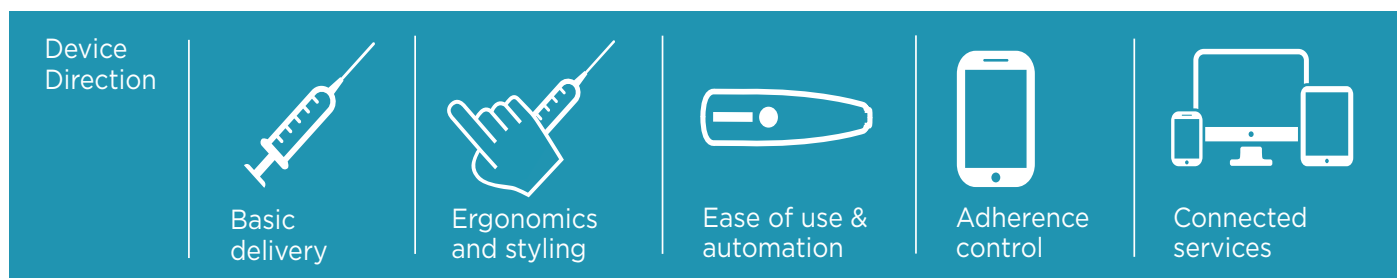 Device
Direction
Basic
delivery
Ergonomics
and styling
Ease of use &
automation
Adherence
control
Connected
services